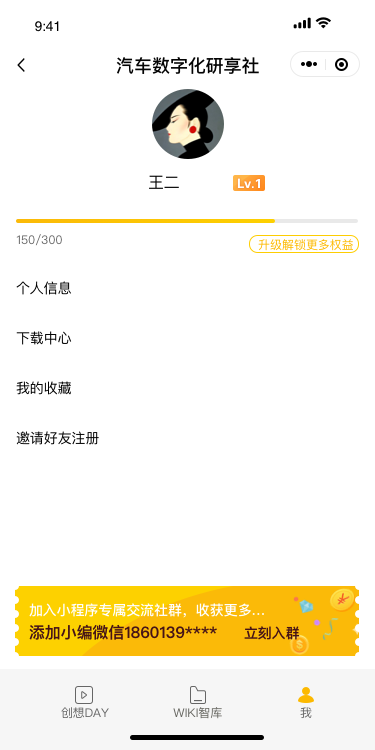 9:41
汽车数字化研享社
王二
Lv.1
150/300
升级解锁更多权益
个人信息
下载中心
我的收藏
邀请好友注册
加入小程序专属交流社群，收获更多...
添加小编微信1860139****
立刻入群
创想DAY
WIKI智库
我